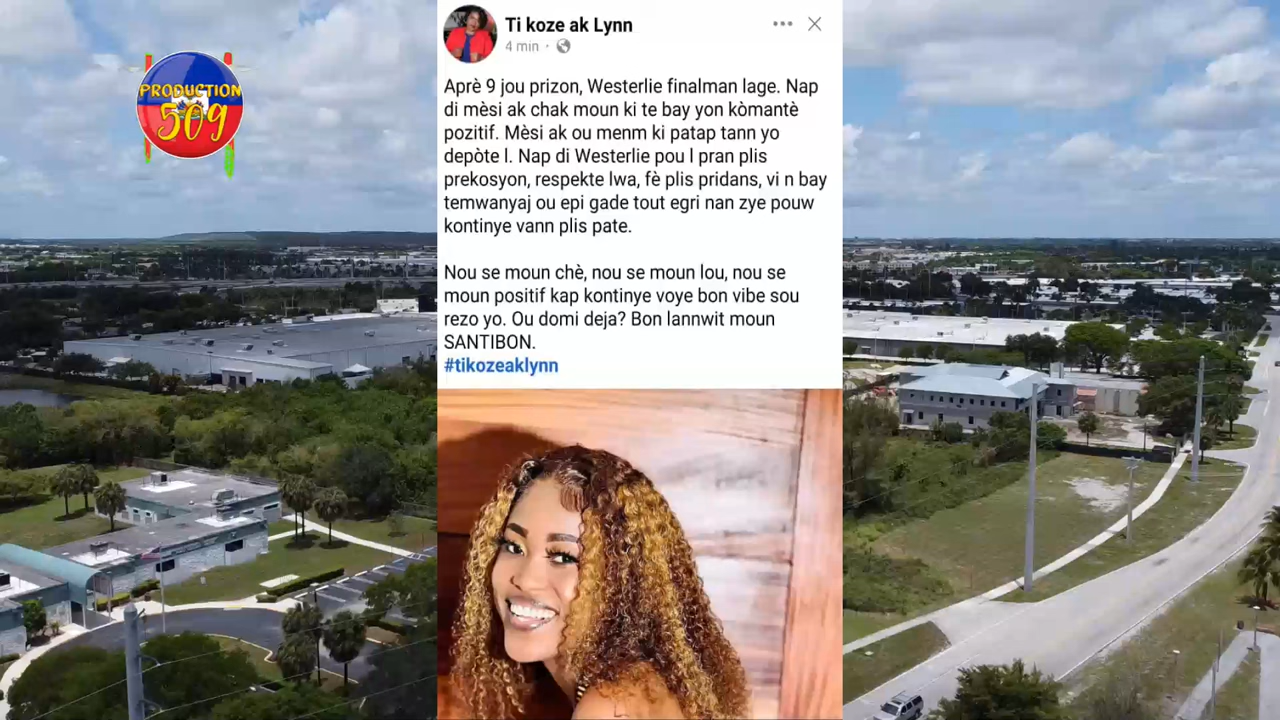 PRODUCTION
509
Ti koze ak Lynn
4 min
Aprè 9 jou prizon, Westerlie finalman lage. Nap
di mèsi ak chak moun ki te bay yon kòmantè
pozitif. Mèsi ak ou menm ki patap tann yo
depòte l. Nap di Westerlie pou l pran plis
prekosyon, respekte lwa, fè plis pridans, vi n bay
temwanyaj ou epi gade tout egri nan zye pouw
kontinye vann plis pate.
Nou se moun chè, nou se moun lou, nou se
moun positif kap kontinye voye bon vibe sou
rezo yo. Ou domi deja? Bon lannwit moun
SANTIBON.
#tikozeaklynn